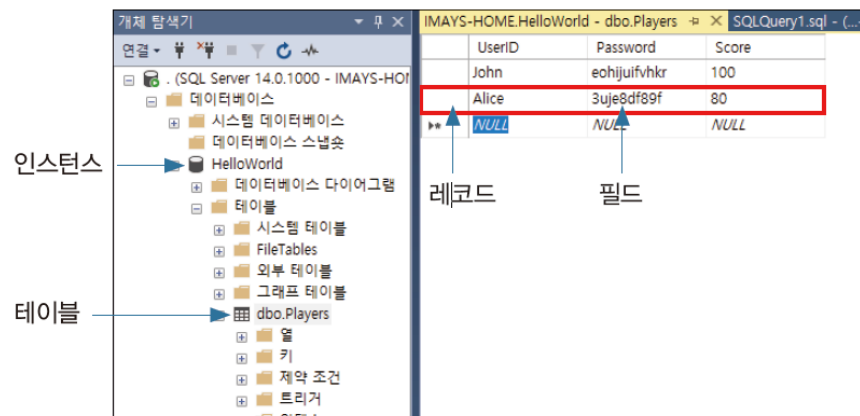 개체 탐색기
연결
. (SQL Server 14.0.1000 - IMAYS-HO
데이터베이스
시스템 데이터베이스
데이터베이스 스냅숏
HelloWorld
데이터베이스 다이어그램
테이블
시스템 테이블
FileTables
외부 테이블
그래프 테이블
dbo.Players
열
키
제약 조건
트리거
인스턴스
테이블
IMAYS-HOME.HelloWorld - dbo.Players
SQLQuery1.sql - (...
UserID Password Score
John eohijuifvhkr 100
Alice 3uje8df89f 80
NULL NULL NULL
레코드
필드